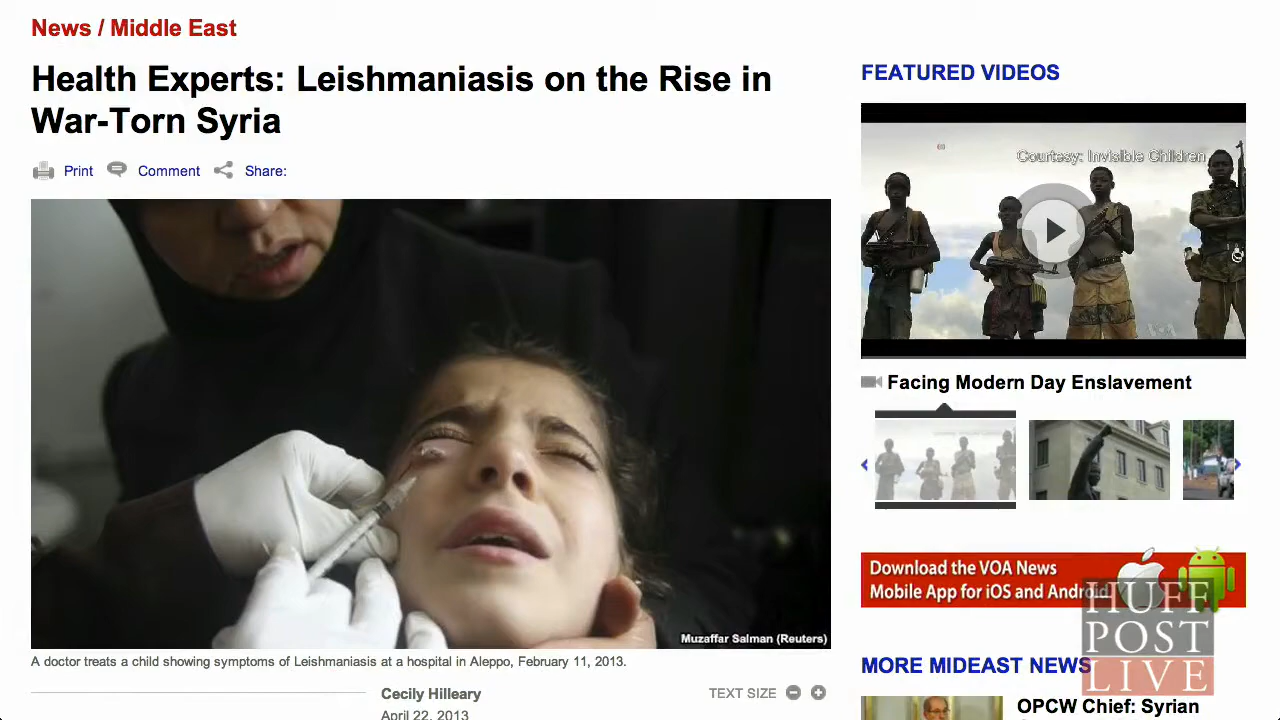 News / Middle East
Health Experts: Leishmaniasis on the Rise in
War-Torn Syria
Print Comment Share:
Muzaffar Salman (Reuters)
A doctor treats a child showing symptoms of Leishmaniasis at a hospital in Aleppo, February 11, 2013.
Cecily Hilleary
April 22, 2013
TEXT SIZE
FEATURED VIDEOS
Courtesy: Invisible Children
VOA
Facing Modern Day Enslavement
Download the VOA News
Mobile App for iOS and Android
MORE MIDEAST NEWS
OPCW Chief: Syrian
HUFF
POST
LIVE